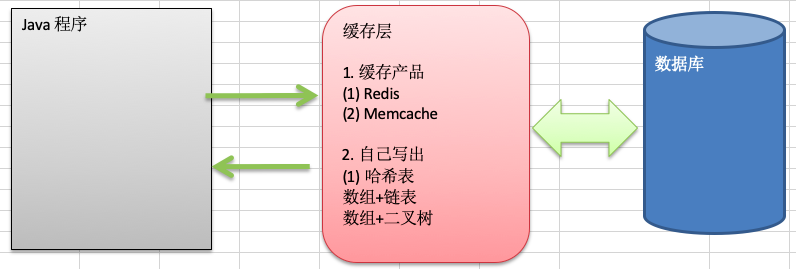 Java 程序
缓存层
1. 缓存产品
(1) Redis
(2) Memcache
2. 自己写出
(1) 哈希表
数组+链表
数组+二叉树
数据库